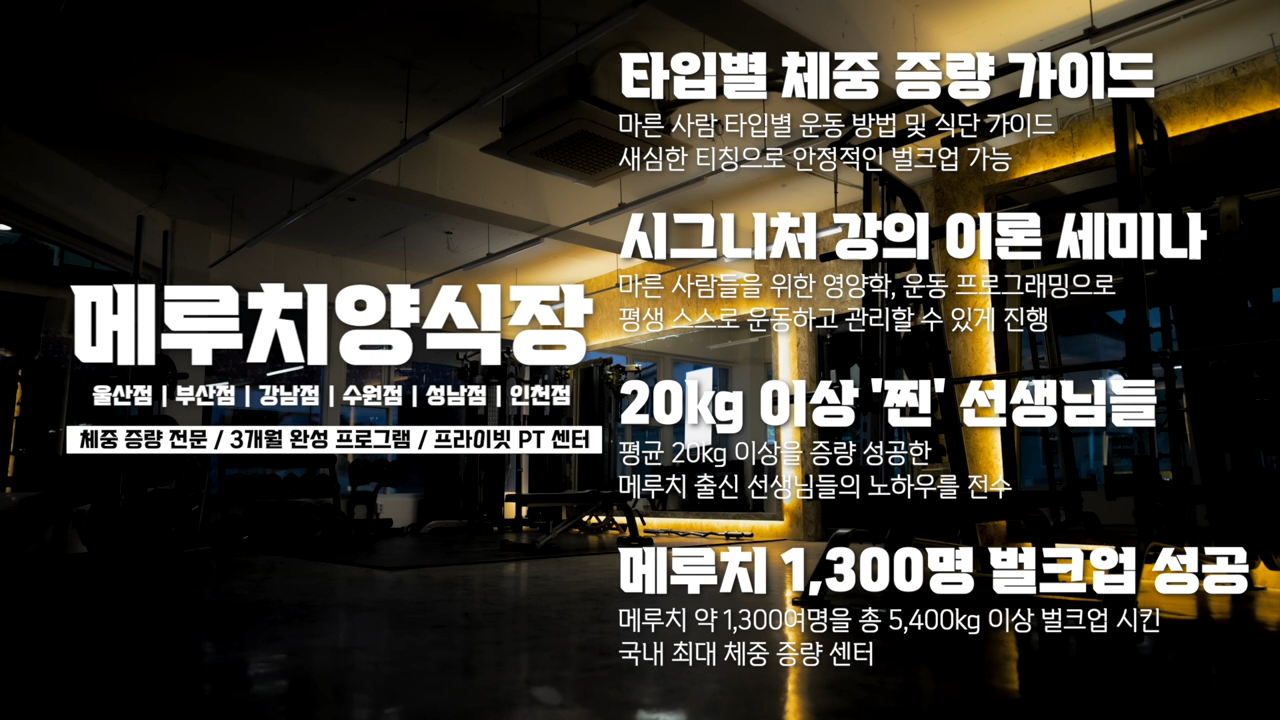 메루치양식장
울산점 | 부산점 | 강남점 | 수원점 | 성남점 | 인천점
체중 증량 전문 / 3개월 완성 프로그램 / 프라이빗 PT 센터
타입별 체중 증량 가이드
마른 사람 타입별 운동 방법 및 식단 가이드
새심한 티칭으로 안정적인 벌크업 가능
시그니처 강의 이론 세미나
마른 사람들을 위한 영양학, 운동 프로그래밍으로
평생 스스로 운동하고 관리할 수 있게 진행
20kg 이상 '찐' 선생님들
평균 20kg 이상을 증량 성공한
메루치 출신 선생님들의 노하우를 전수
메루치 1,300명 벌크업 성공
메루치 약 1,300여명을 총 5,400kg 이상 벌크업 시킨
국내 최대 체중 증량 센터